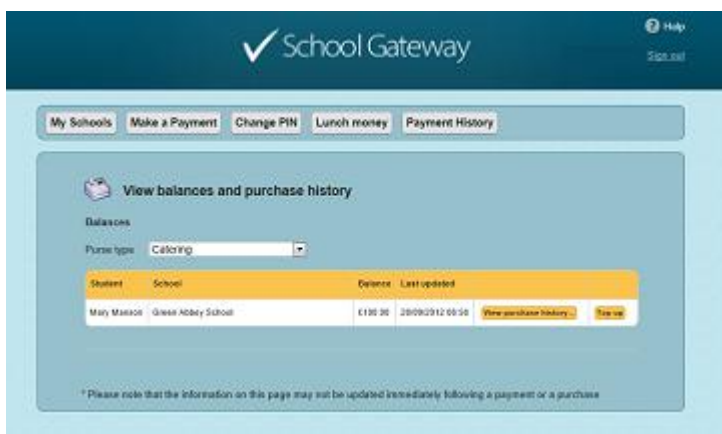 Help
School Gateway
Sign out
My Schools Make a Payment Change PIN Lunch money Payment History
View balances and purchase history
Balances
Purse type Catering
Student School Balance Last updated
Mary Manson Green Abbey School View purchase history... Top up
* Please note that the information on this page may not be updated immediately following a payment or a purchase